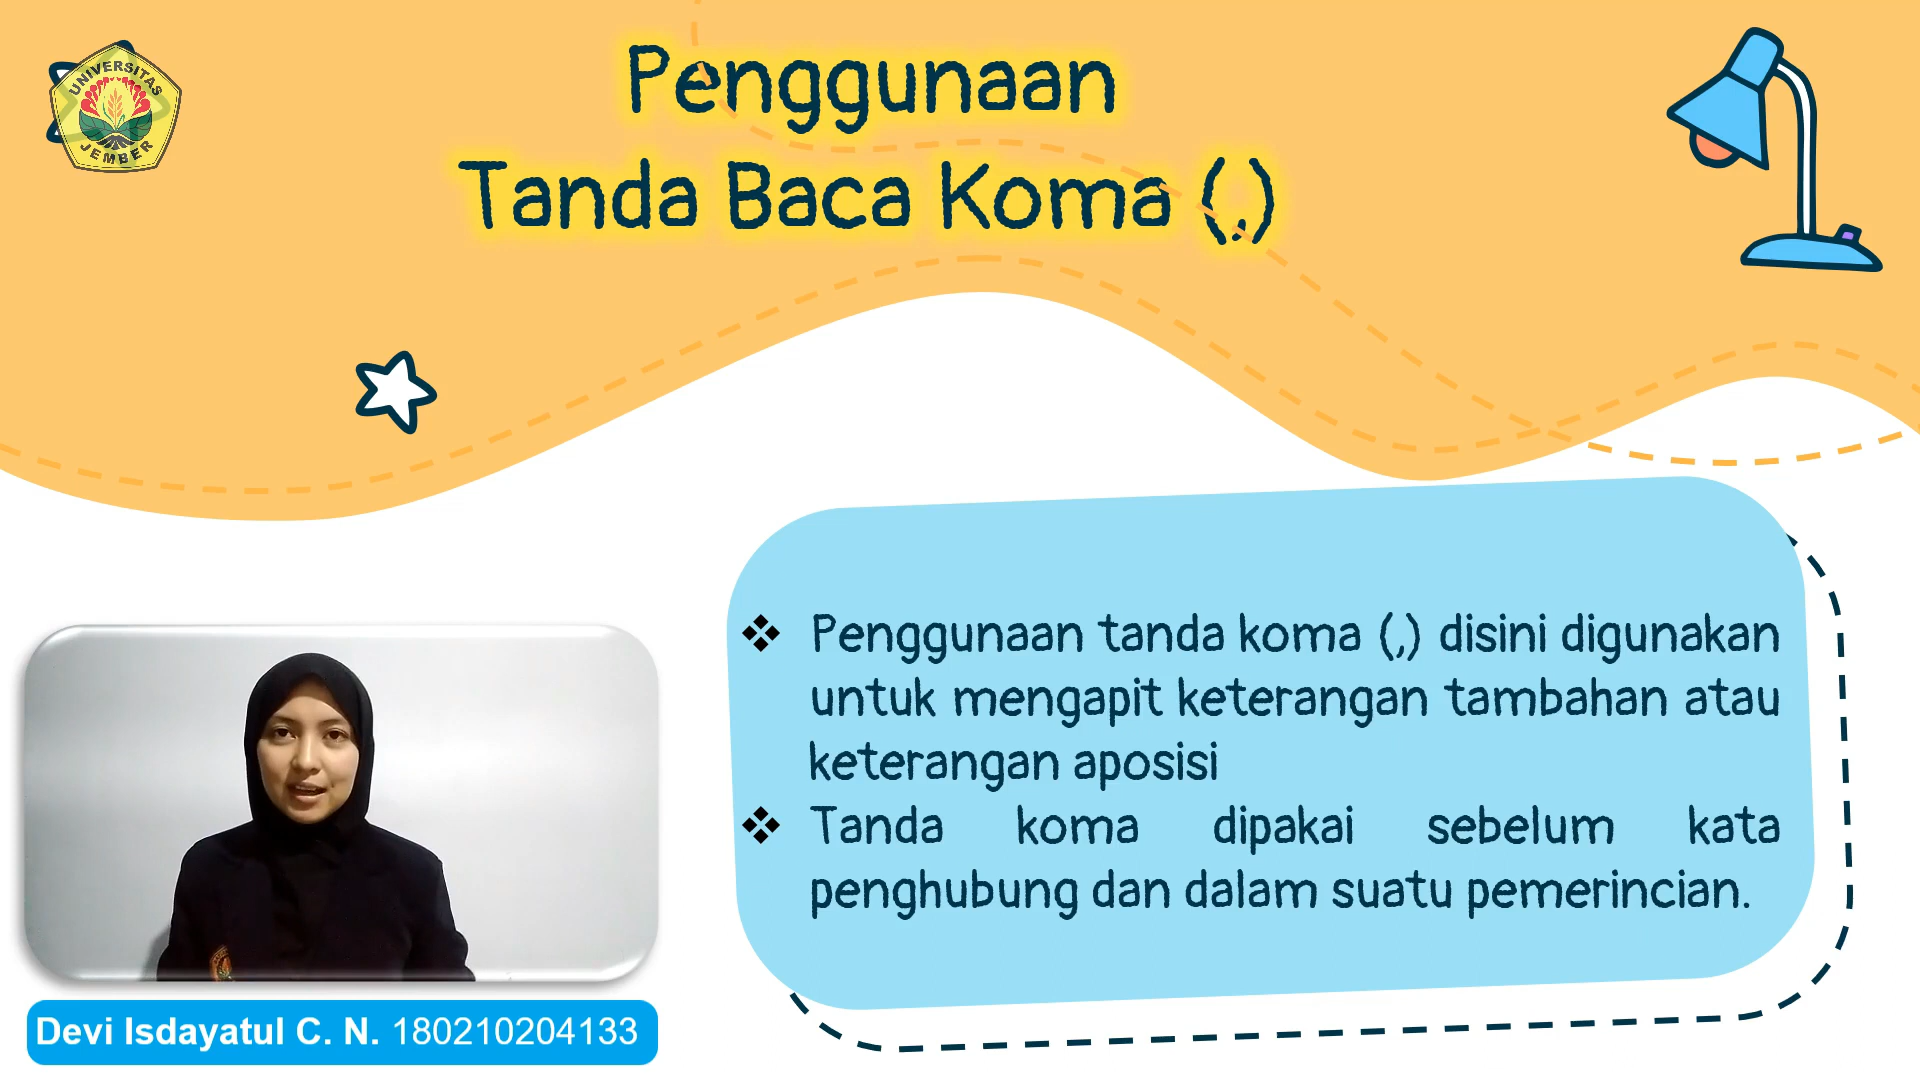 UNIVERSITAS
JEMBER
Penggunaan
Tanda Baca Koma (,)
❖ Penggunaan tanda koma (,) disini digunakan
untuk mengapit keterangan tambahan atau
keterangan aposisi
❖ Tanda koma dipakai sebelum kata
penghubung dan dalam suatu pemerincian.
Devi Isdayatul C. N. 180210204133